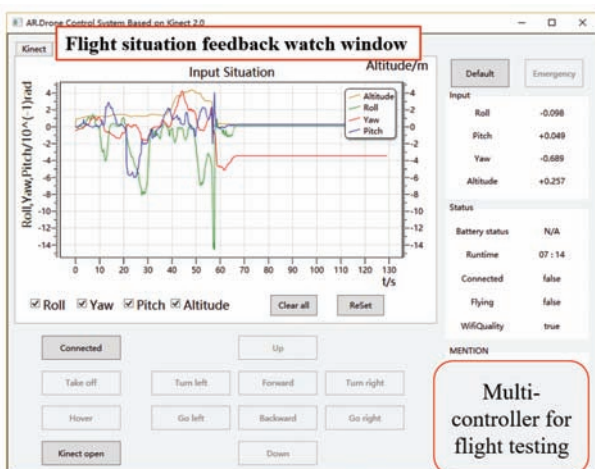 AR.Drone Control System Based on Kinect 2.0
Kinect
Flight situation feedback watch window
Input Situation
Altitude/m
Roll,Yaw,Pitch/10^(-1)rad
4
2
0
-2
-4
-6
-8
-10
-12
-14
4
2
0
-2
-4
-6
-8
-10
-12
-14
Altitude
Roll
Yaw
Pitch
0 10 20 30 40 50 60 70 80 90 100 110 120 130
t/s
Roll Yaw Pitch Altitude
Clear all ReSet
Default Emergency
Input
Roll -0.098
Pitch +0.049
Yaw -0.689
Altitude +0.257
Status
Battery status N/A
Runtime 07 : 14
Connected false
Flying false
WifiQuality true
MENTION
Multi-
controller for
flight testing
Connected Up
Take off Turn left Forward Turn right
Hover Go left Backward Go right
Kinect open Down